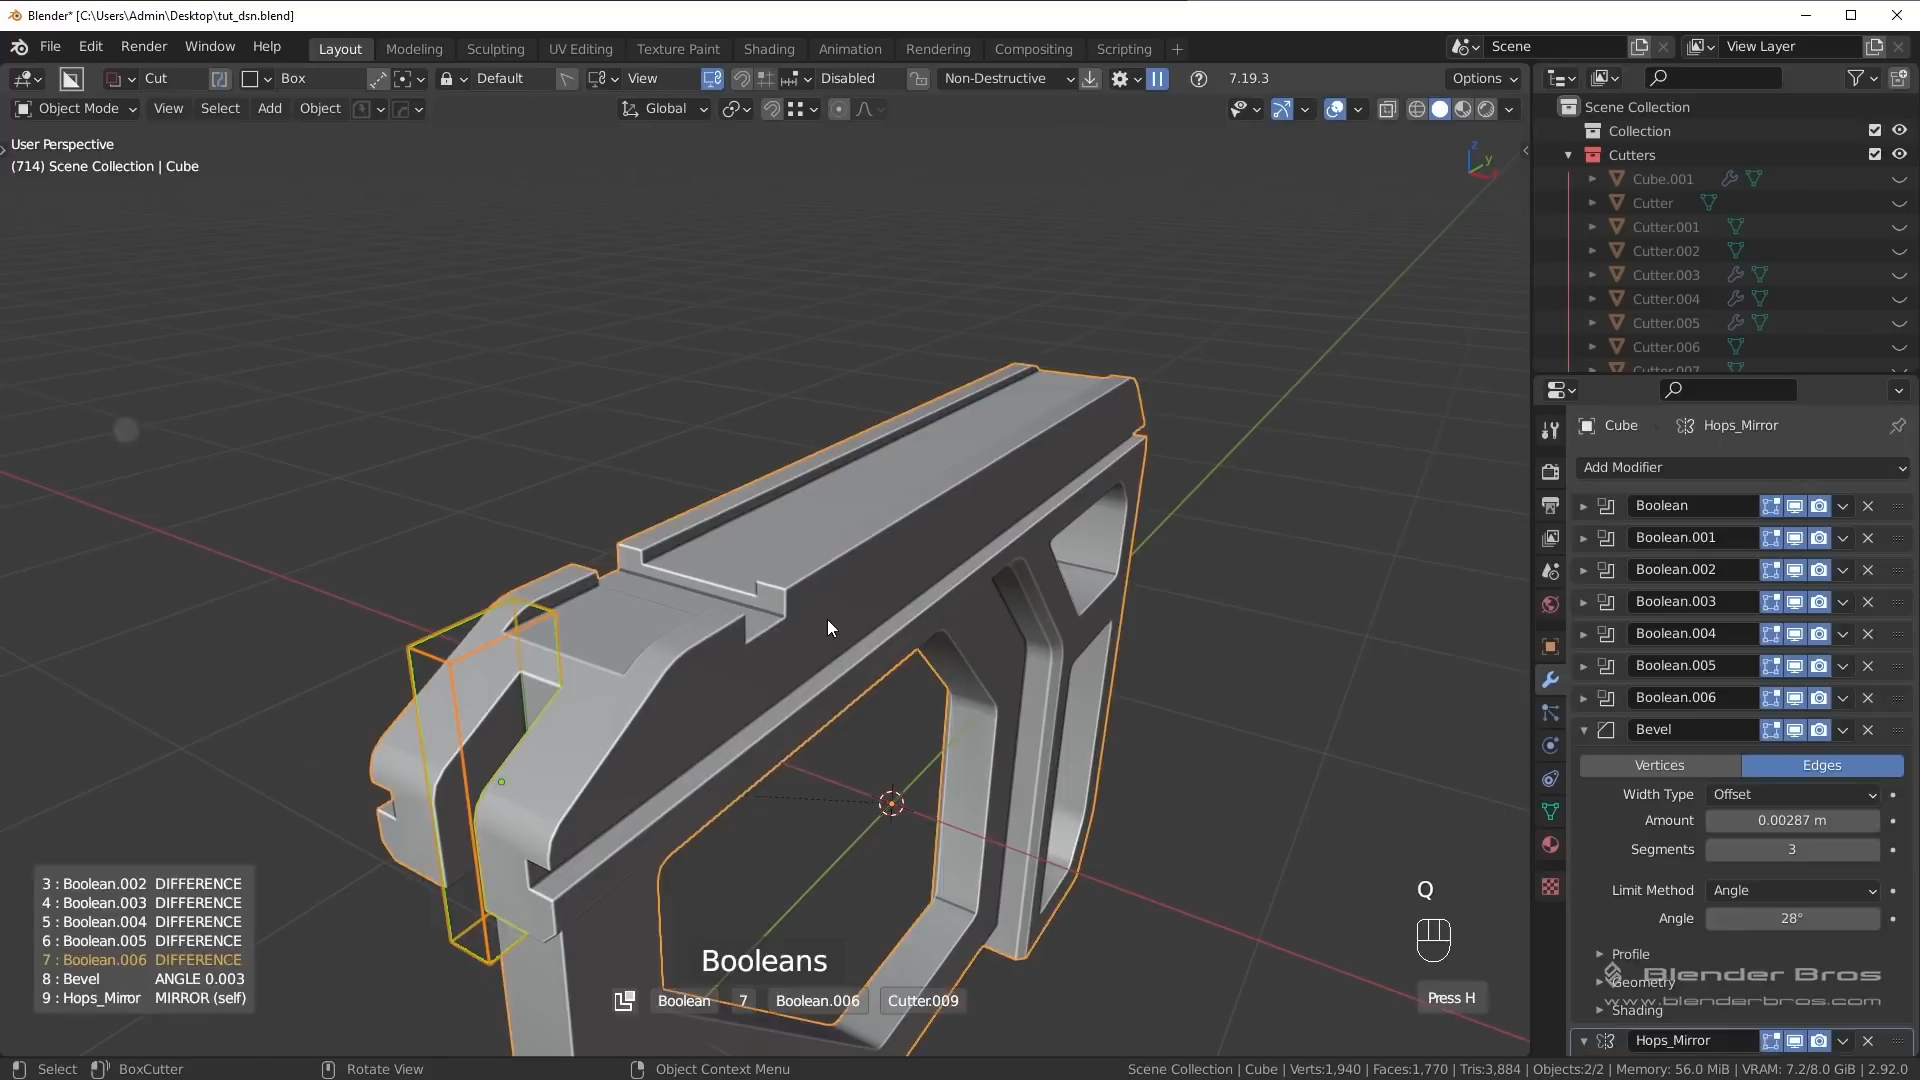 Blender* [C:\Users\Admin\Desktop\tut_dsn.blend]
File Edit Render Window Help
Layout Modeling Sculpting UV Editing Texture Paint Shading Animation Rendering Compositing Scripting +
Scene
View Layer
Cut Box Default View Disabled Non-Destructive 7.19.3 Options
Object Mode View Select Add Object Global
User Perspective
(714) Scene Collection | Cube
Z
Y
Scene Collection
Collection
Cutters
Cube.001
Cutter
Cutter.001
Cutter.002
Cutter.003
Cutter.004
Cutter.005
Cutter.006
Cutter.007
Cube Hops_Mirror
Add Modifier
Boolean
Boolean.001
Boolean.002
Boolean.003
Boolean.004
Boolean.005
Boolean.006
Bevel
Vertices Edges
Width Type Offset
Amount 0.00287 m
Segments 3
Limit Method Angle
Angle 28°
Profile
Geometry
Shading
Blender Bros
www.blenderbros.com
Hops_Mirror
3 : Boolean.002 DIFFERENCE
4 : Boolean.003 DIFFERENCE
5 : Boolean.004 DIFFERENCE
6 : Boolean.005 DIFFERENCE
7 : Boolean.006 DIFFERENCE
8 : Bevel ANGLE 0.003
9 : Hops_Mirror MIRROR (self)
Booleans
Boolean 7 Boolean.006 Cutter.009
Q
Press H
Select BoxCutter Rotate View Object Context Menu
Scene Collection | Cube | Verts:1,940 | Faces:1,770 | Tris:3,884 | Objects:2/2 | Memory: 56.0 MiB | VRAM: 7.2/8.0 GiB | 2.92.0